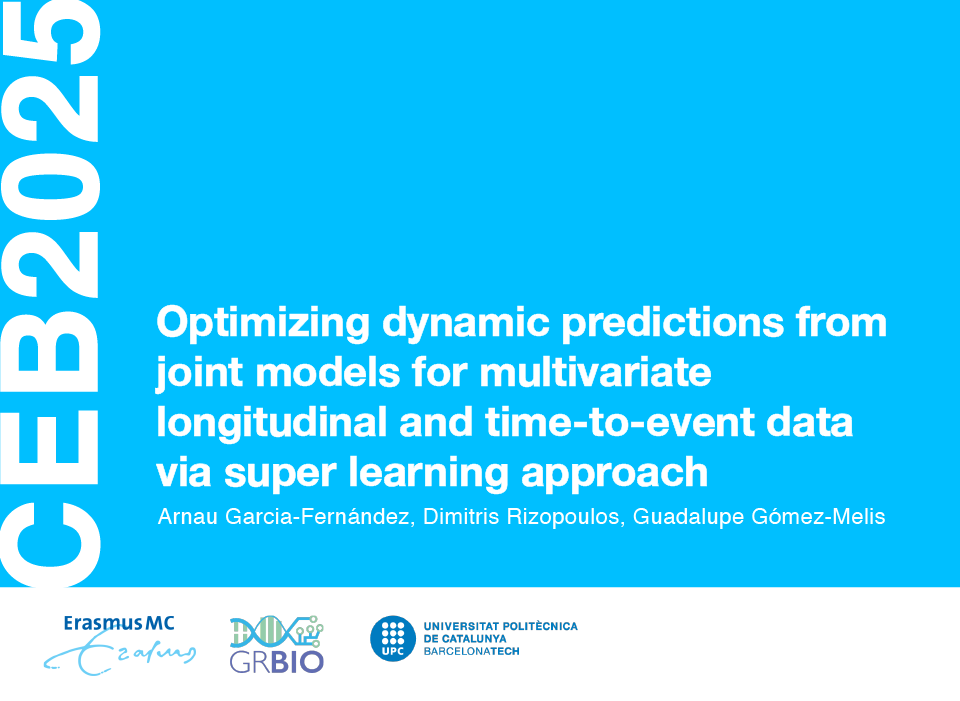 CEB2025
Optimizing dynamic predictions from
joint models for multivariate
longitudinal and time-to-event data
via super learning approach
Arnau Garcia-Fernández, Dimitris Rizopoulos, Guadalupe Gómez-Melis
Erasmus MC
Erasmus
GRBIO
UPC
UNIVERSITAT POLITÈCNICA
DE CATALUNYA
BARCELONATECH